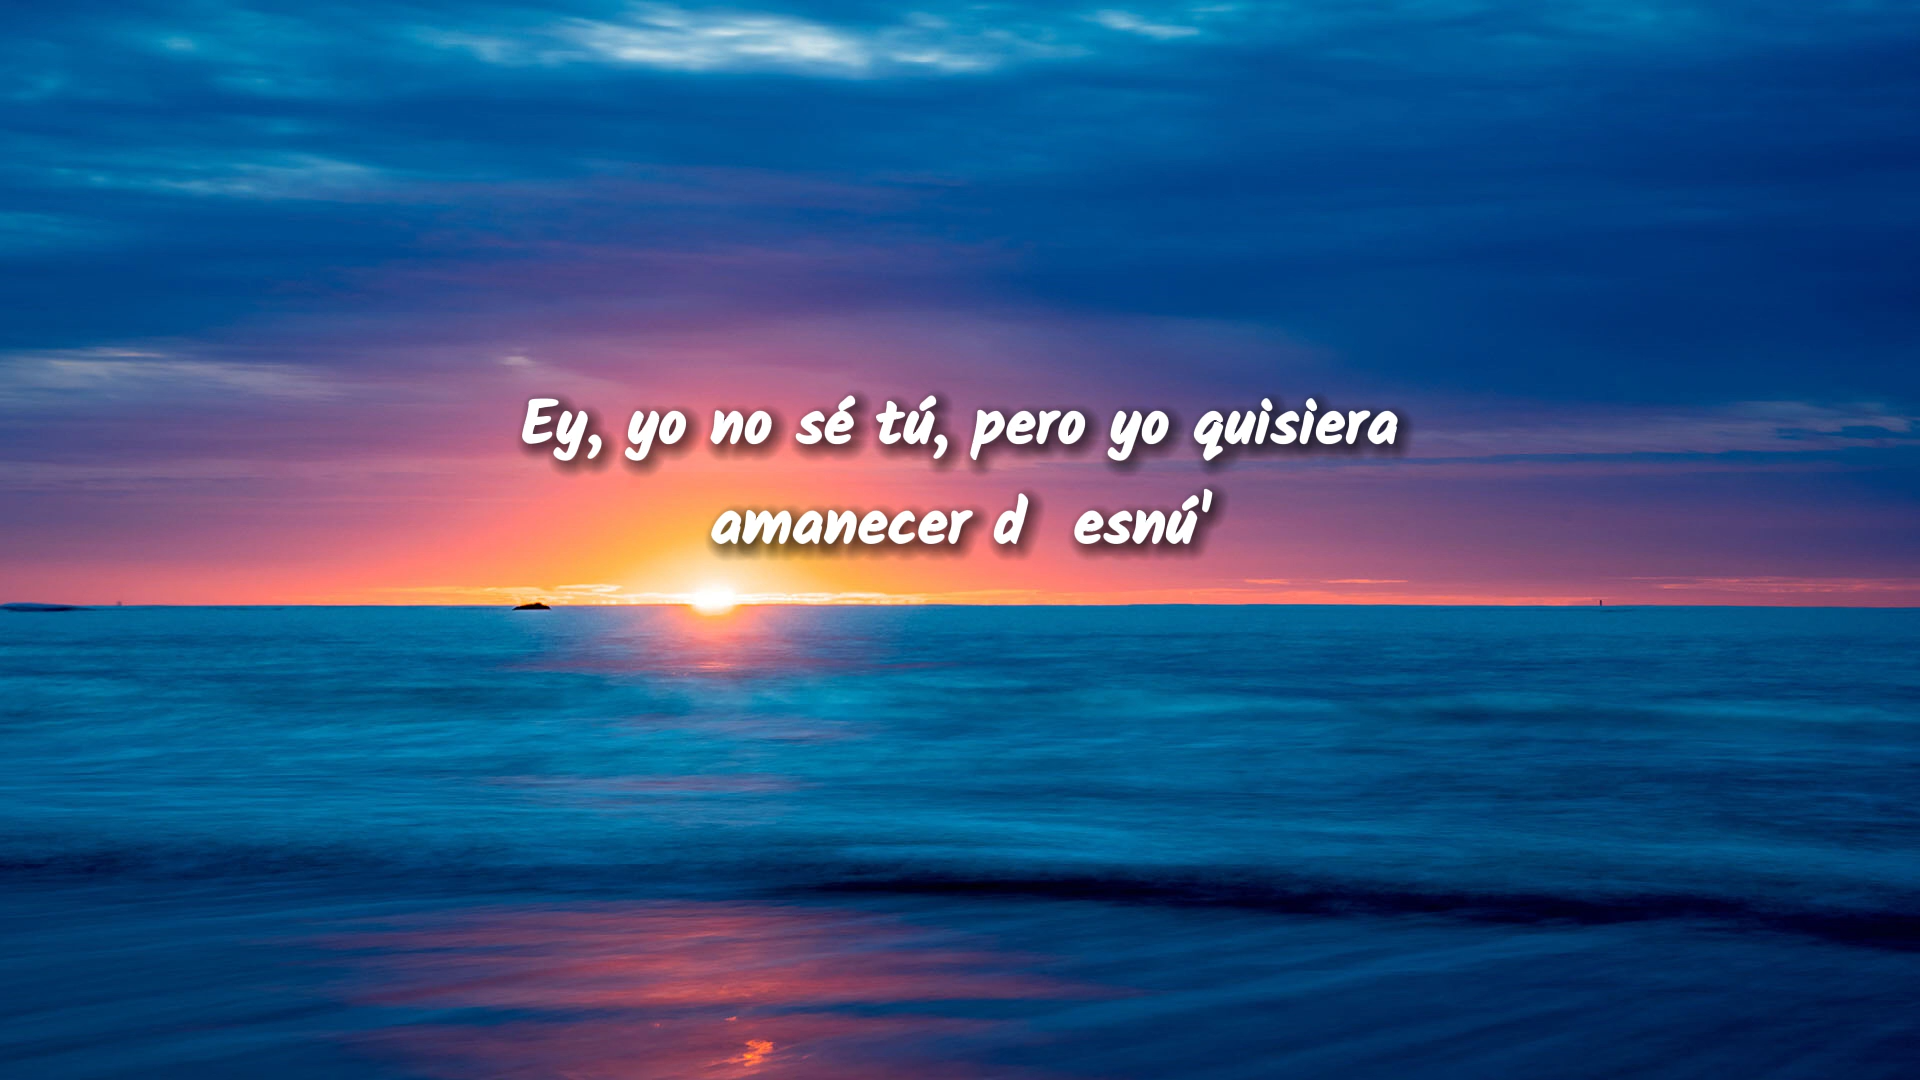 Ey, yo no sé tú, pero yo quisiera
amanecer d  esnú'